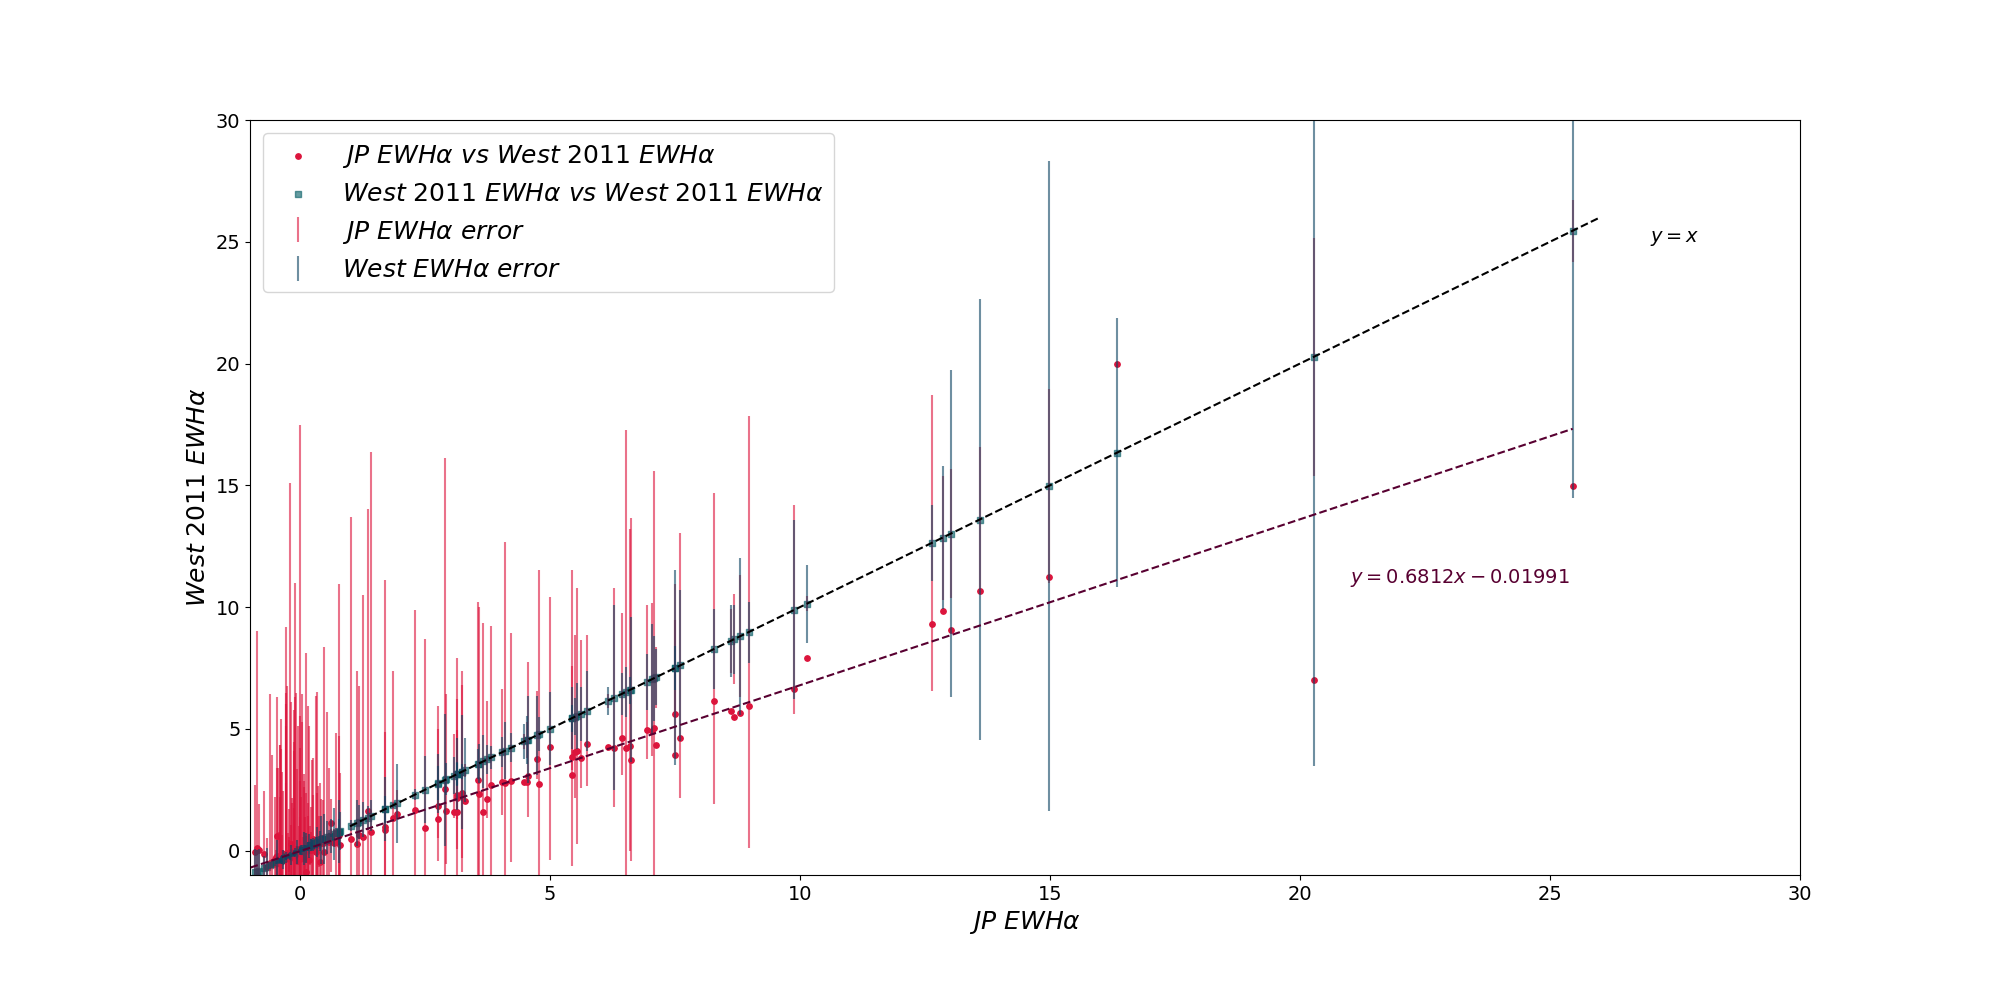 30
25
20
15
10
5
0
West 2011 EWHα
JP EWHα vs West 2011 EWHα
West 2011 EWHα vs West 2011 EWHα
JP EWHα error
West EWHα error
y = x
y = 0.6812x − 0.01991
0 5 10 15 20 25 30
JP EWHα